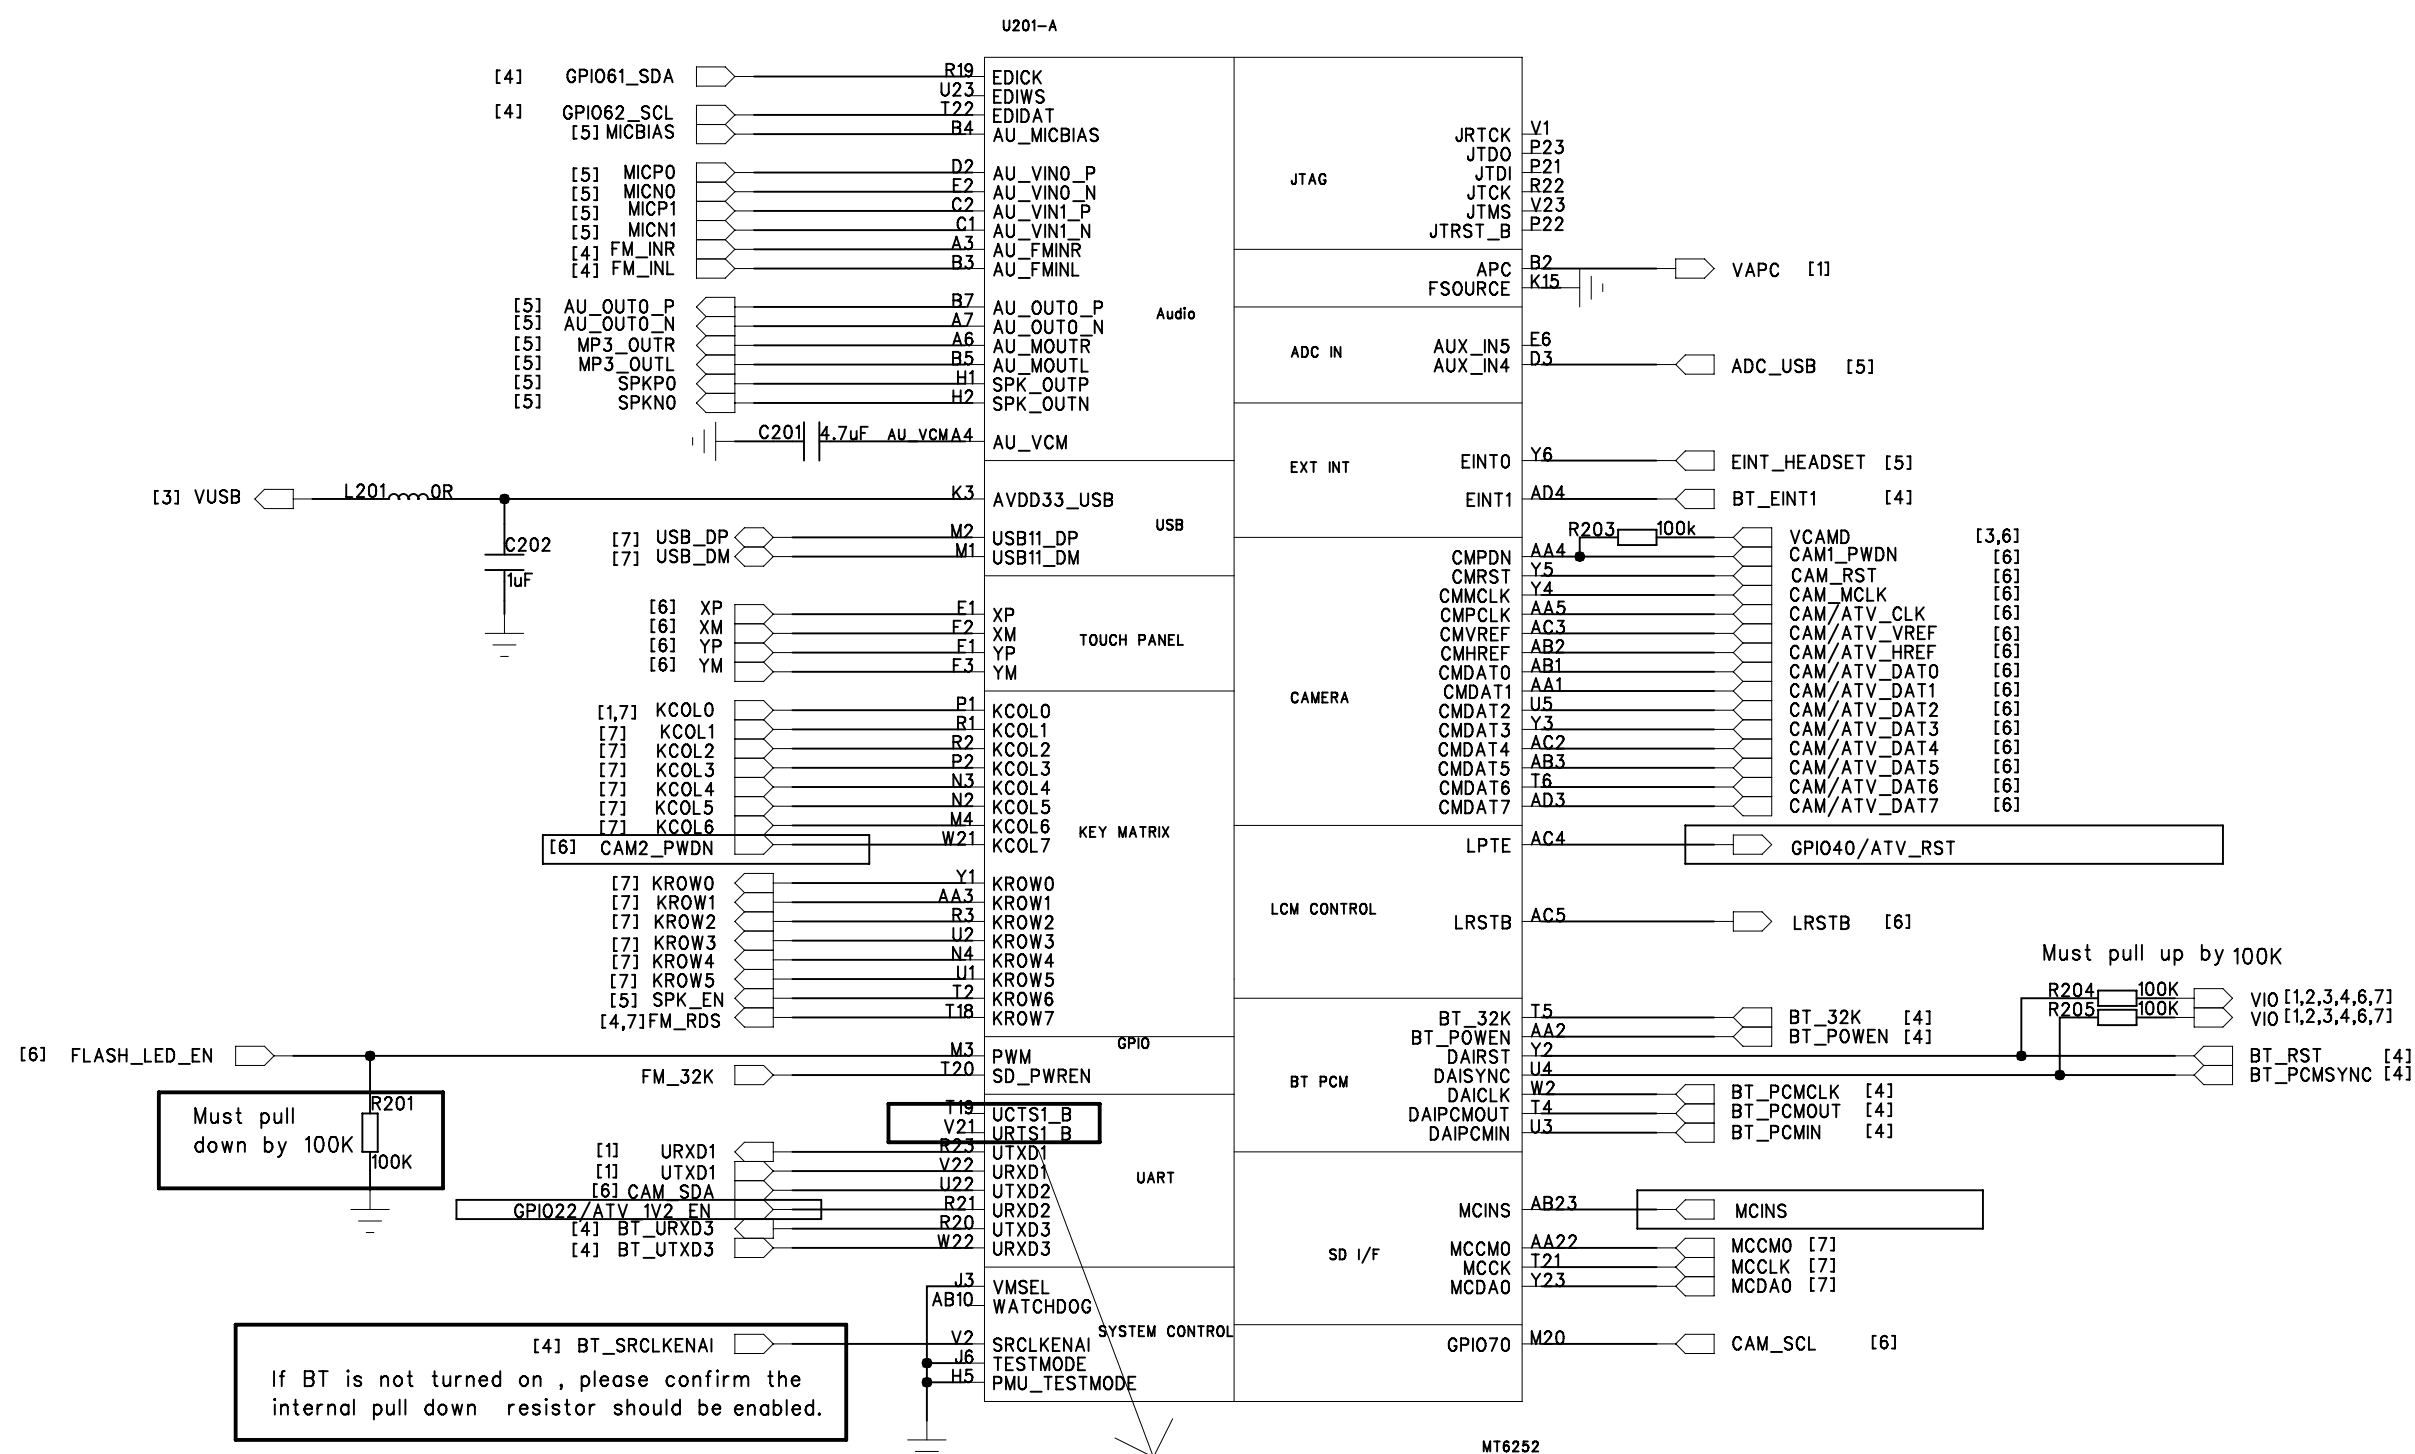 U201-A
[4] GPIO61_SDA R19 EDICK
U23 EDIWS
[4] GPIO62_SCL T22 EDIDAT
[5] MICBIAS B4 AU_MICBIAS
[5] MICP0 D2 AU_VIN0_P
[5] MICN0 E2 AU_VIN0_N
[5] MICP1 C2 AU_VIN1_P
[5] MICN1 C1 AU_VIN1_N
[4] FM_INR A3 AU_FMINR
[4] FM_INL B3 AU_FMINL
[5] AU_OUT0_P B7 AU_OUT0_P
[5] AU_OUT0_N A7 AU_OUT0_N
[5] MP3_OUTR A6 AU_MOUTR
[5] MP3_OUTL B5 AU_MOUTL
[5] SPKP0 H1 SPK_OUTP
[5] SPKN0 H2 SPK_OUTN
C201 4.7uF AU_VCM A4 AU_VCM
Audio
[3] VUSB L201 0R K3 AVDD33_USB
C202
1uF
[7] USB_DP M2 USB11_DP
[7] USB_DM M1 USB11_DM
USB
[6] XP E1 XP
[6] XM F2 XM
[6] YP F1 YP
[6] YM F3 YM
TOUCH PANEL
[1,7] KCOL0 P1 KCOL0
[7] KCOL1 R1 KCOL1
[7] KCOL2 R2 KCOL2
[7] KCOL3 P2 KCOL3
[7] KCOL4 N3 KCOL4
[7] KCOL5 N2 KCOL5
[7] KCOL6 M4 KCOL6
[6] CAM2_PWDN W21 KCOL7
KEY MATRIX
[7] KROW0 Y1 KROW0
[7] KROW1 AA3 KROW1
[7] KROW2 R3 KROW2
[7] KROW3 U2 KROW3
[7] KROW4 N4 KROW4
[7] KROW5 U1 KROW5
[5] SPK_EN T2 KROW6
[4,7] FM_RDS T18 KROW7
GPIO
[6] FLASH_LED_EN M3 PWM
FM_32K T20 SD_PWREN
R201
100K
Must pull
down by 100K
T19 UCTS1_B
V21 URTS1_B
[1] URXD1 R23 UTXD1
[1] UTXD1 V22 URXD1
[6] CAM_SDA U22 UTXD2
GPIO22/ATV_1V2_EN R21 URXD2
[4] BT_URXD3 R20 UTXD3
[4] BT_UTXD3 W22 URXD3
UART
J3 VMSEL
AB10 WATCHDOG
SYSTEM CONTROL
[4] BT_SRCLKENAI V2 SRCLKENAI
J6 TESTMODE
H5 PMU_TESTMODE
If BT is not turned on , please confirm the
internal pull down resistor should be enabled.
JTAG
JRTCK V1
JTDO P23
JTDI P21
JTCK R22
JTMS V23
JTRST_B P22
APC B2 VAPC [1]
FSOURCE K15
ADC IN
AUX_IN5 E6
AUX_IN4 D3 ADC_USB [5]
EXT INT
EINT0 Y6 EINT_HEADSET [5]
EINT1 AD4 BT_EINT1 [4]
R203 100k VCAMD [3,6]
CMPDN AA4 CAM1_PWDN [6]
CMRST Y5 CAM_RST [6]
CMMCLK Y4 CAM_MCLK [6]
CMPCLK AA5 CAM/ATV_CLK [6]
CMVREF AC3 CAM/ATV_VREF [6]
CMHREF AB2 CAM/ATV_HREF [6]
CMDAT0 AB1 CAM/ATV_DAT0 [6]
CMDAT1 AA1 CAM/ATV_DAT1 [6]
CMDAT2 U5 CAM/ATV_DAT2 [6]
CMDAT3 Y3 CAM/ATV_DAT3 [6]
CMDAT4 AC2 CAM/ATV_DAT4 [6]
CMDAT5 AB3 CAM/ATV_DAT5 [6]
CMDAT6 T6 CAM/ATV_DAT6 [6]
CMDAT7 AD3 CAM/ATV_DAT7 [6]
CAMERA
LPTE AC4 GPIO40/ATV_RST
LCM CONTROL
LRSTB AC5 LRSTB [6]
Must pull up by 100K
R204 100K VIO [1,2,3,4,6,7]
R205 100K VIO [1,2,3,4,6,7]
BT_32K T5 BT_32K [4]
BT_POWEN AA2 BT_POWEN [4]
DAIRST Y2 BT_RST [4]
DAISYNC U4 BT_PCMSYNC [4]
DAICLK W2 BT_PCMCLK [4]
DAIPCMOUT T4 BT_PCMOUT [4]
DAIPCMIN U3 BT_PCMIN [4]
BT PCM
MCINS AB23 MCINS
SD I/F
MCCM0 AA22 MCCM0 [7]
MCCK T21 MCCLK [7]
MCDA0 Y23 MCDA0 [7]
GPIO70 M20 CAM_SCL [6]
MT6252